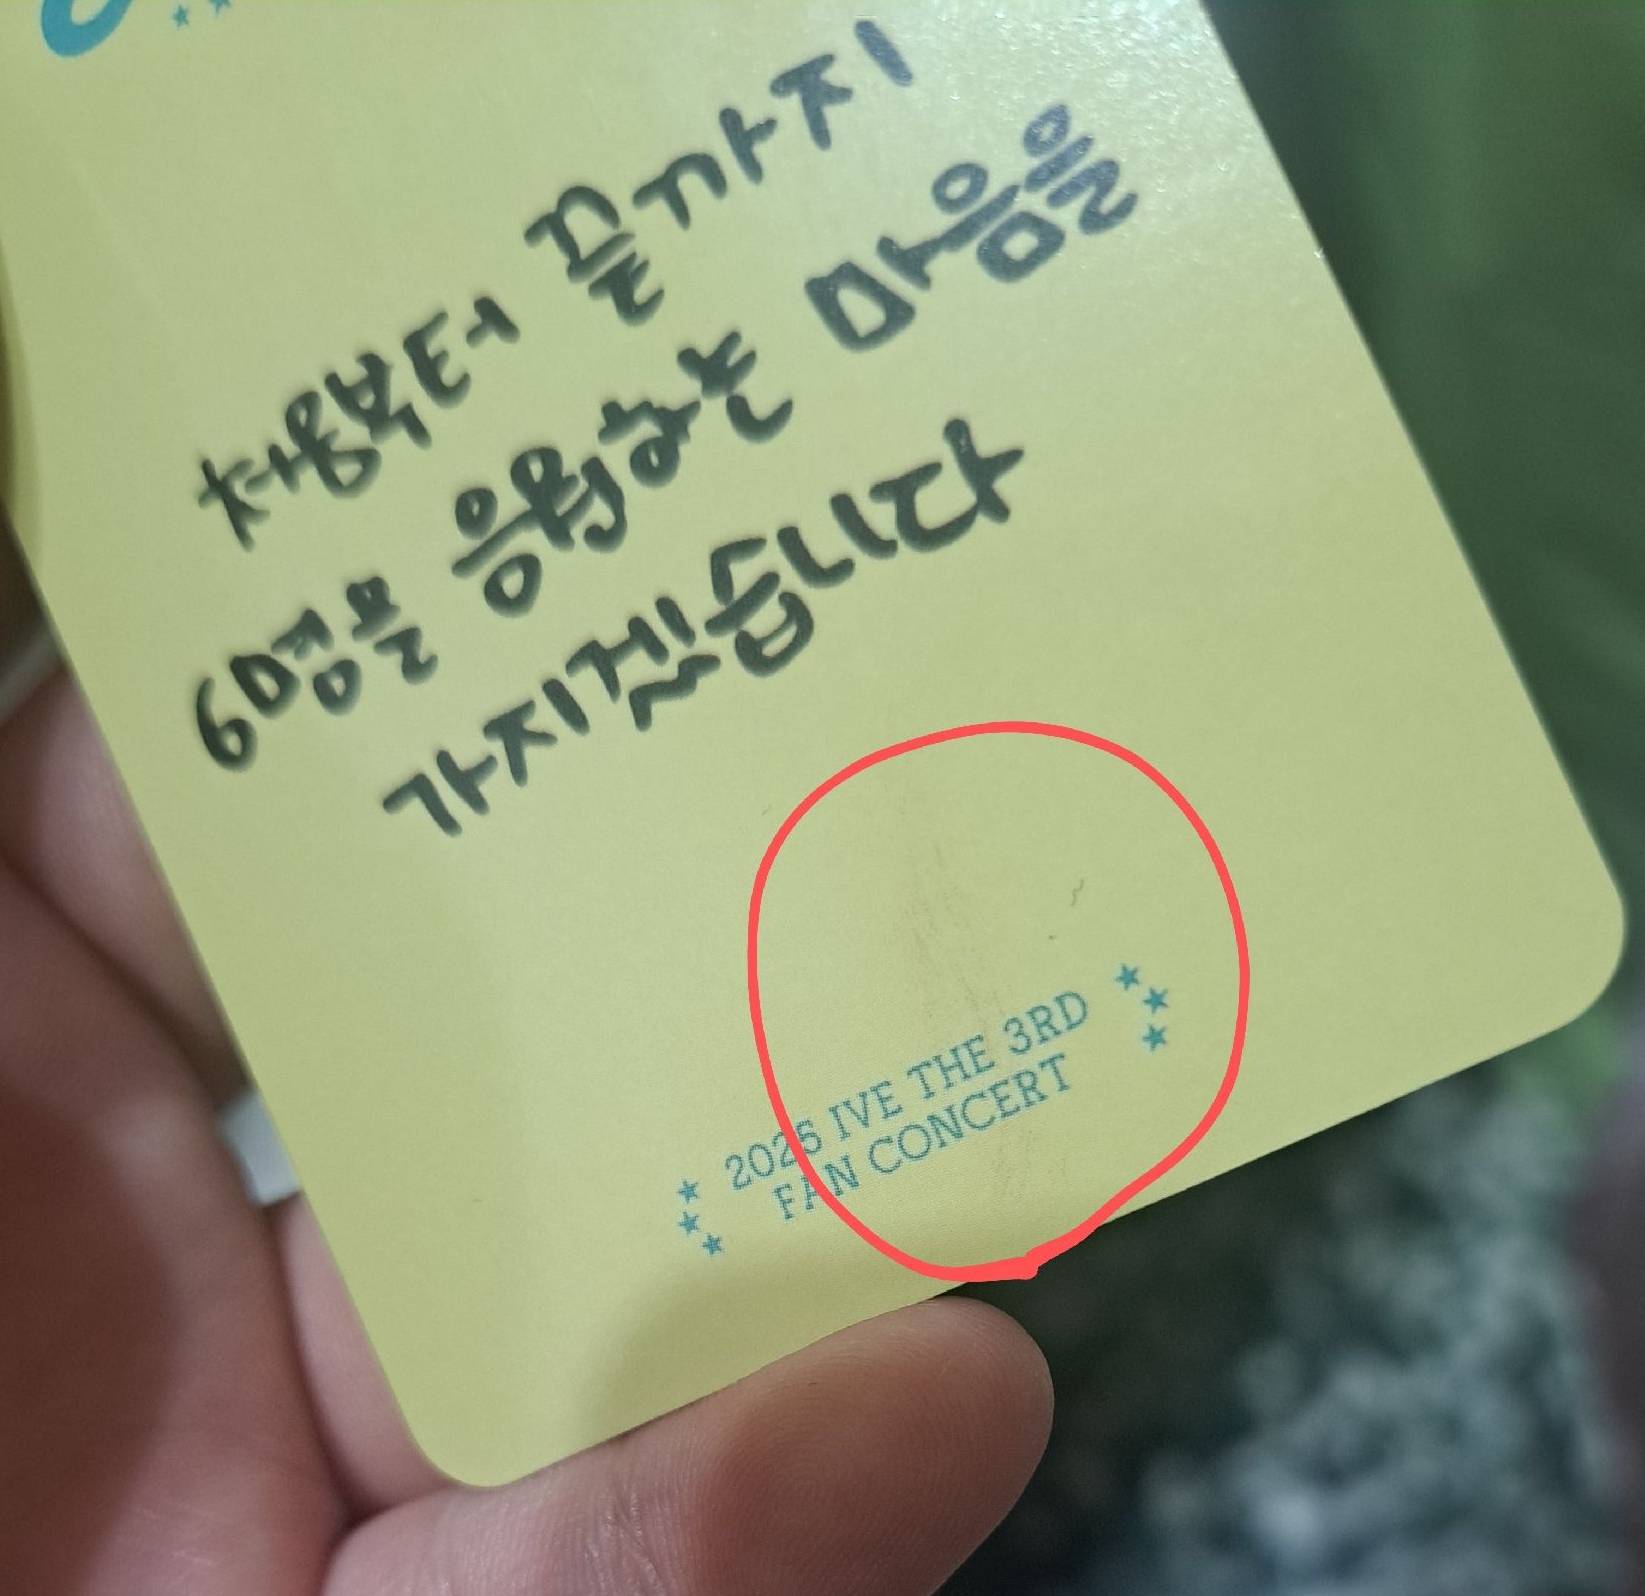 처음부터 끝까지
6명을 응원하는 마음을
가지겠습니다
2026 IVE THE 3RD
FAN CONCERT